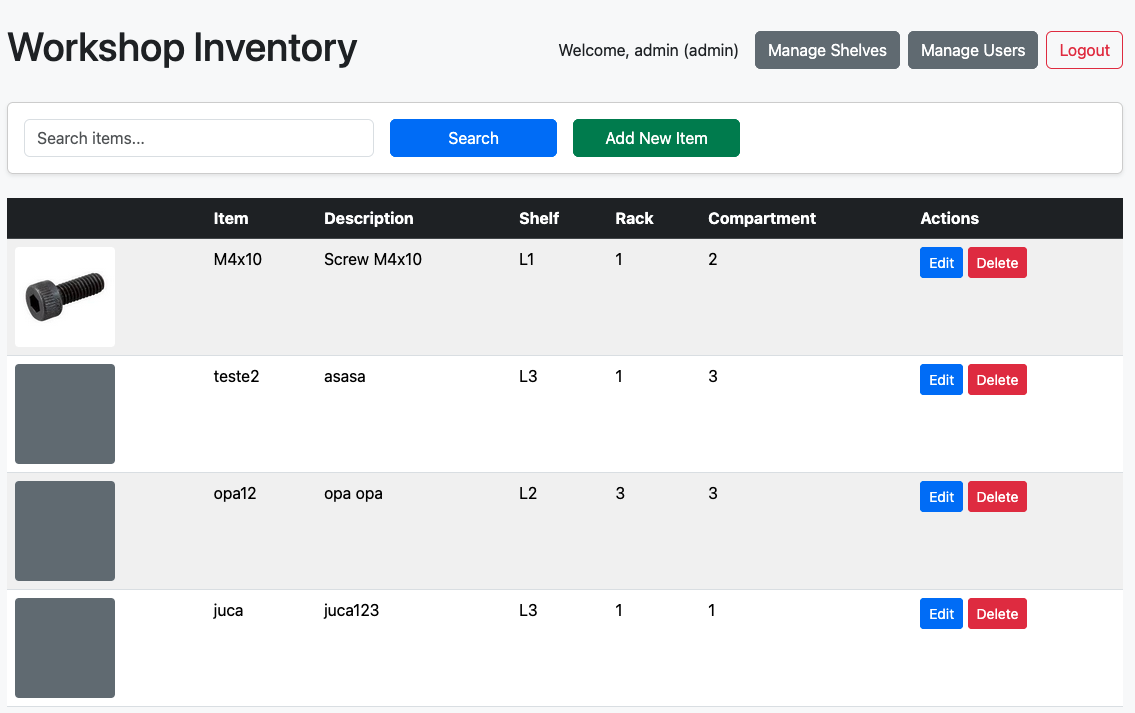 Workshop Inventory
Welcome, admin (admin) Manage Shelves Manage Users Logout
Search items... Search Add New Item
Item Description Shelf Rack Compartment Actions
M4x10 Screw M4x10 L1 1 2 Edit Delete
teste2 asasa L3 1 3 Edit Delete
opa12 opa opa L2 3 3 Edit Delete
juca juca123 L3 1 1 Edit Delete